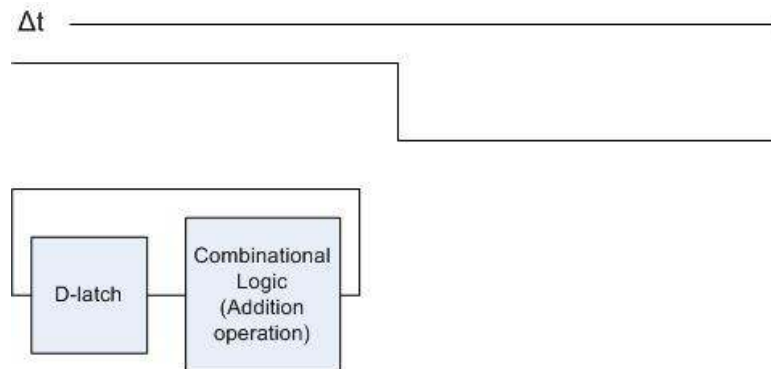 Δt
D-latch
Combinational
Logic
(Addition
operation)